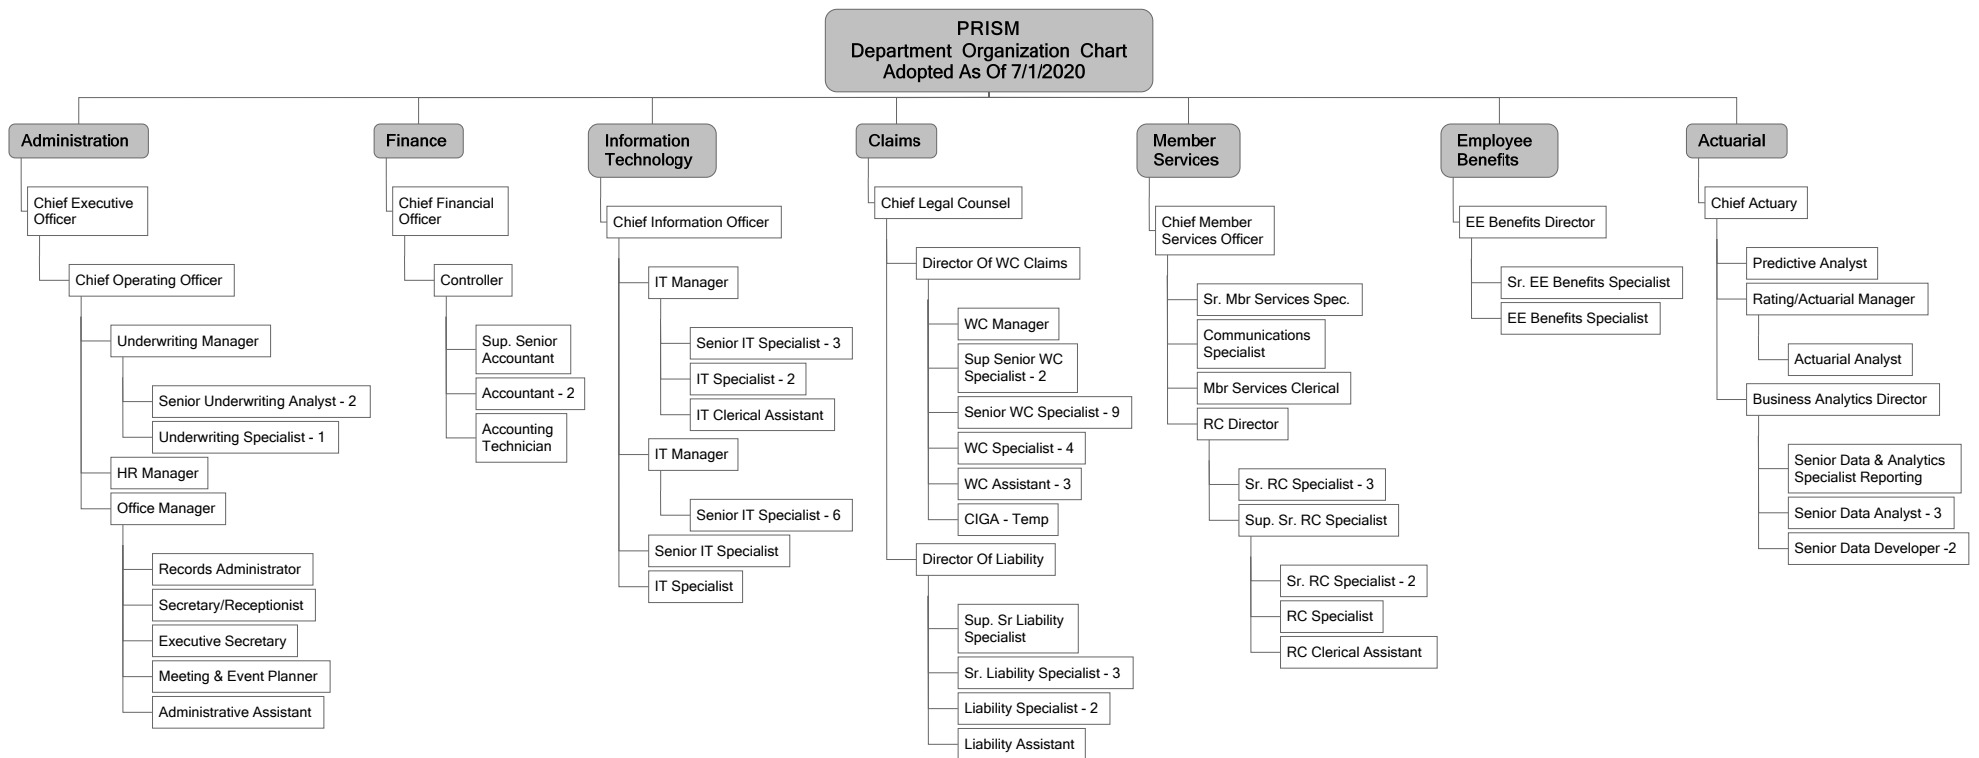 PRISM
Department Organization Chart
Adopted As Of 7/1/2020
Administration
Chief Executive
Officer
Chief Operating Officer
Underwriting Manager
Senior Underwriting Analyst - 2
Underwriting Specialist - 1
HR Manager
Office Manager
Records Administrator
Secretary/Receptionist
Executive Secretary
Meeting & Event Planner
Administrative Assistant
Finance
Chief Financial
Officer
Controller
Sup. Senior
Accountant
Accountant - 2
Accounting
Technician
Information
Technology
Chief Information Officer
IT Manager
Senior IT Specialist - 3
IT Specialist - 2
IT Clerical Assistant
IT Manager
Senior IT Specialist - 6
Senior IT Specialist
IT Specialist
Claims
Chief Legal Counsel
Director Of WC Claims
WC Manager
Sup Senior WC
Specialist - 2
Senior WC Specialist - 9
WC Specialist - 4
WC Assistant - 3
CIGA - Temp
Director Of Liability
Sup. Sr Liability
Specialist
Sr. Liability Specialist - 3
Liability Specialist - 2
Liability Assistant
Member
Services
Chief Member
Services Officer
Sr. Mbr Services Spec.
Communications
Specialist
Mbr Services Clerical
RC Director
Sr. RC Specialist - 3
Sup. Sr. RC Specialist
Sr. RC Specialist - 2
RC Specialist
RC Clerical Assistant
Employee
Benefits
EE Benefits Director
Sr. EE Benefits Specialist
EE Benefits Specialist
Actuarial
Chief Actuary
Predictive Analyst
Rating/Actuarial Manager
Actuarial Analyst
Business Analytics Director
Senior Data & Analytics
Specialist Reporting
Senior Data Analyst - 3
Senior Data Developer -2